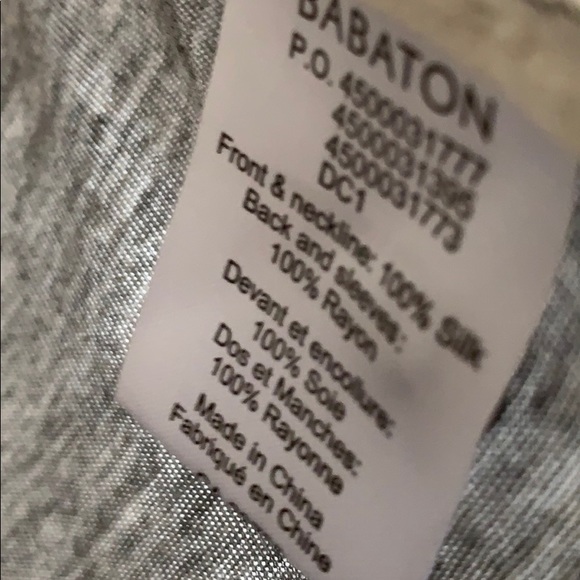 BABATON
P.O. 4500031777
4500031395
4500031773
DC1
Front & neckline: 100% Silk
Back and sleeves:
100% Rayon
Devant et encolture:
100% Soie
Dos et Manches:
100% Rayonne
Made in China
Fabriqué en Chine